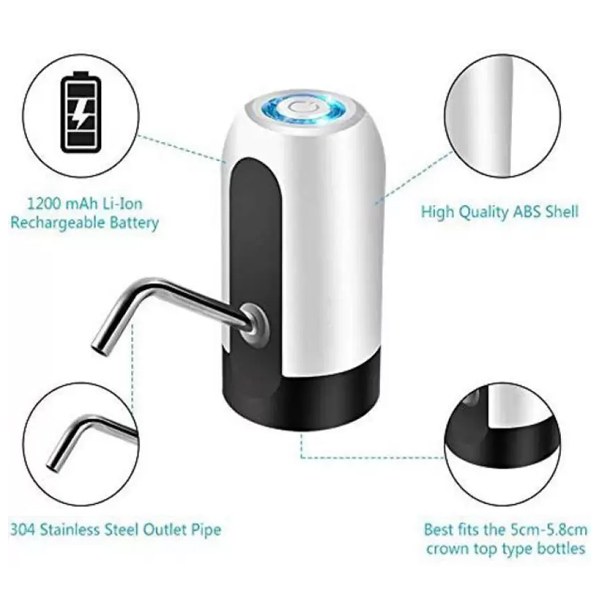 1200 mAh Li-Ion
Rechargeable Battery
High Quality ABS Shell
304 Stainless Steel Outlet Pipe
Best fits the 5cm-5.8cm
crown top type bottles